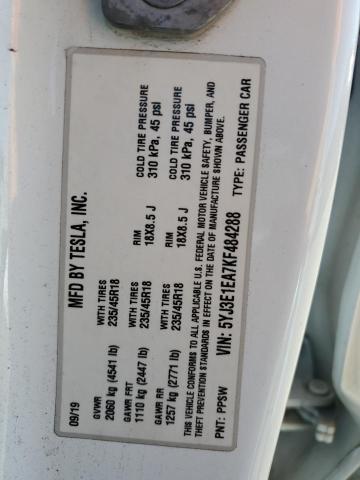 MFD BY TESLA, INC.
09/19
GVWR WITH TIRES RIM COLD TIRE PRESSURE
2060 kg (4541 lb) 235/45R18 18X8.5 J 310 kPa, 45 psi
GAWR FRT WITH TIRES RIM COLD TIRE PRESSURE
1110 kg (2447 lb) 235/45R18 18X8.5 J 310 kPa, 45 psi
GAWR RR WITH TIRES
1257 kg (2771 lb) 235/45R18
THIS VEHICLE CONFORMS TO ALL APPLICABLE U.S. FEDERAL MOTOR VEHICLE SAFETY, BUMPER, AND
THEFT PREVENTION STANDARDS IN EFFECT ON THE DATE OF MANUFACTURE SHOWN ABOVE.
VIN: 5YJ3E1EA7KF484288 TYPE: PASSENGER CAR
PNT: PPSW